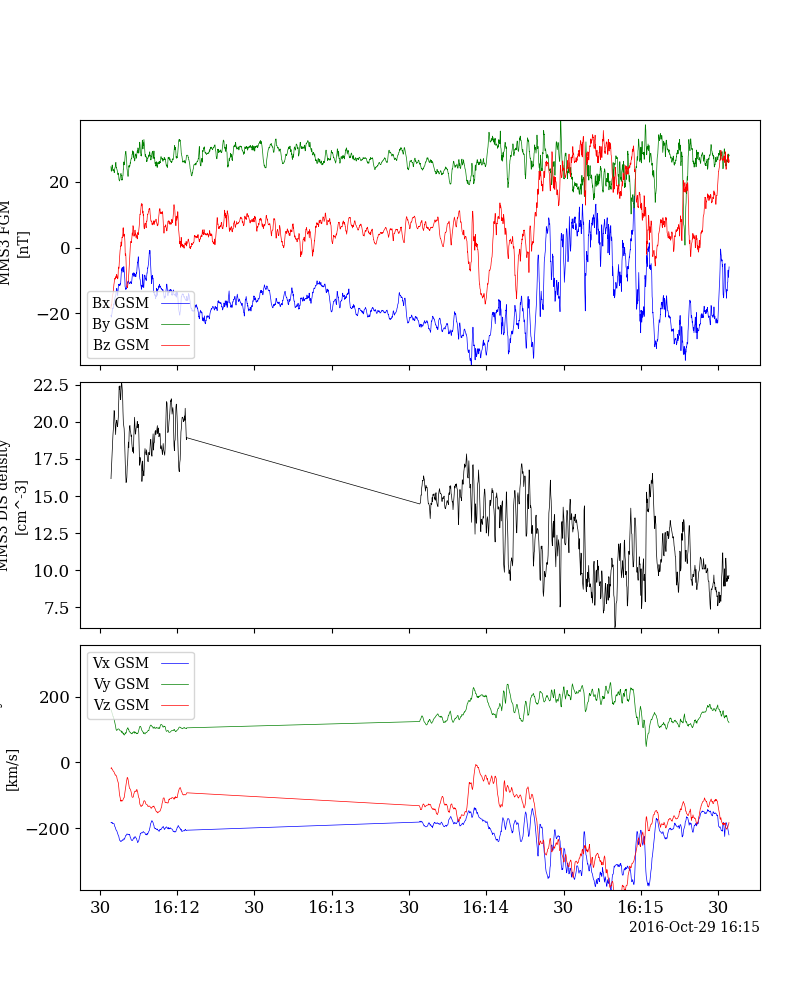 MMS3 FGM
[nT]
20
0
−20
Bx GSM
By GSM
Bz GSM
MMS3 DIS density
[cm^-3]
22.5
20.0
17.5
15.0
12.5
10.0
7.5
[km/s]
200
0
−200
Vx GSM
Vy GSM
Vz GSM
30 16:12 30 16:13 30 16:14 30 16:15 30
2016-Oct-29 16:15